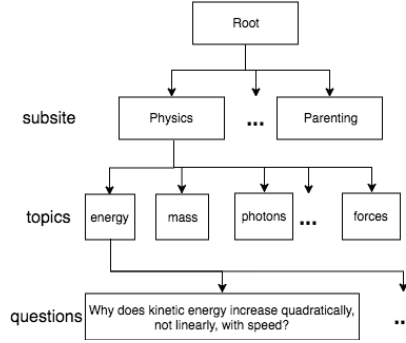 Root
subsite
Physics
...
Parenting
topics
energy
mass
photons
...
forces
questions
Why does kinetic energy increase quadratically,
not linearly, with speed?
..